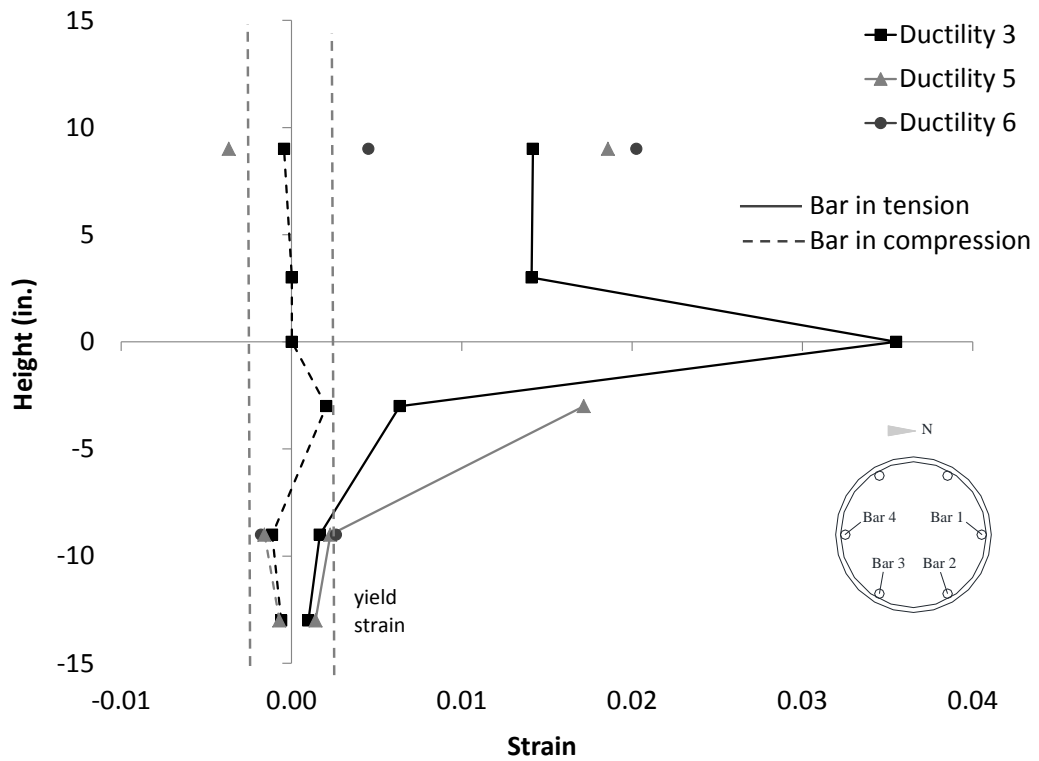 15
10
5
0
-5
-10
-15
Height (in.)
-0.01
0.00
0.01
0.02
0.03
0.04
Strain
Ductility 3
Ductility 5
Ductility 6
Bar in tension
Bar in compression
yield
strain
N
Bar 4
Bar 1
Bar 3
Bar 2